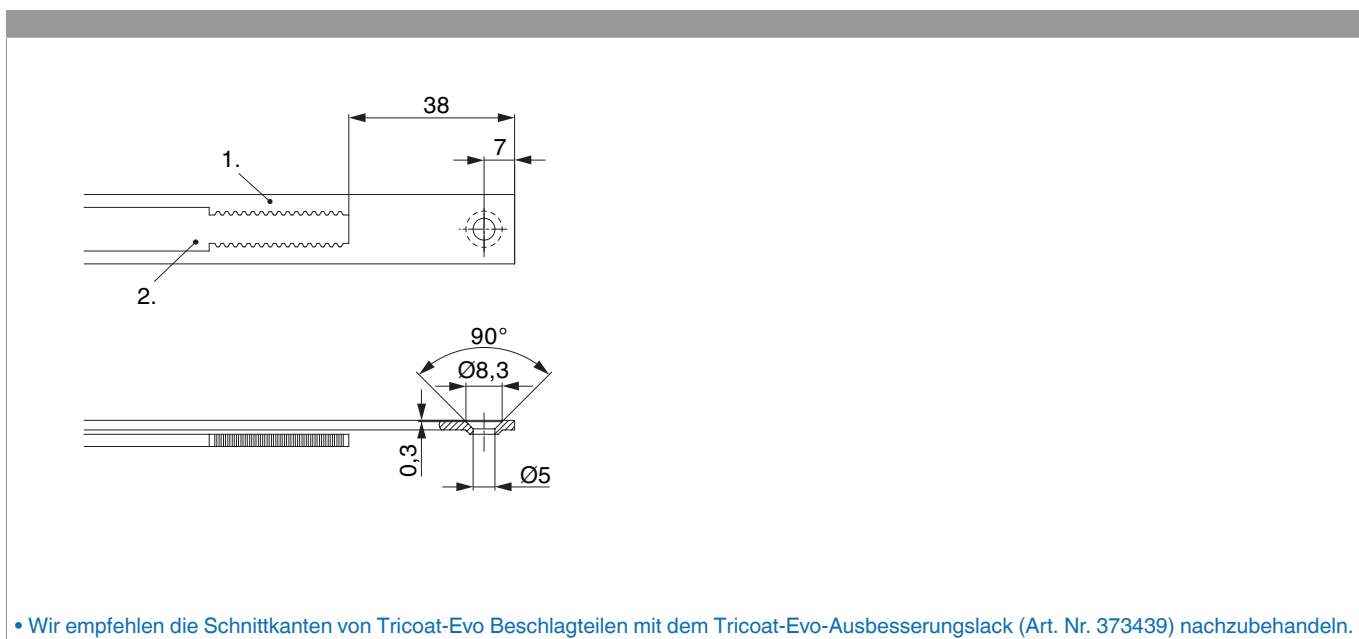 38
7
1.
2.
90°
Ø8,3
0,3
Ø5
• Wir empfehlen die Schnittkanten von Tricoat-Evo Beschlagteilen mit dem Tricoat-Evo-Ausbesserungslack (Art. Nr. 373439) nachzubehandeln.